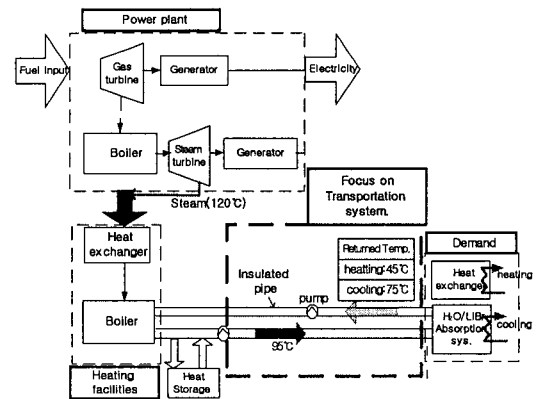 Power plant
Fuel Input
Gas
turbine
Generator
Electricity
Boiler
Steam
turbine
Generator
Steam(120℃)
Focus on
Transportation
system.
Heat
exchanger
Boiler
Insulated
pipe
pump
Returned Temp.
heatting:45℃
cooling:75℃
95℃
Demand
Heat
exchange
heating
H₂O/LIBr
Absorption
sys.
cooling
Heating
facilities
Heat
Storage